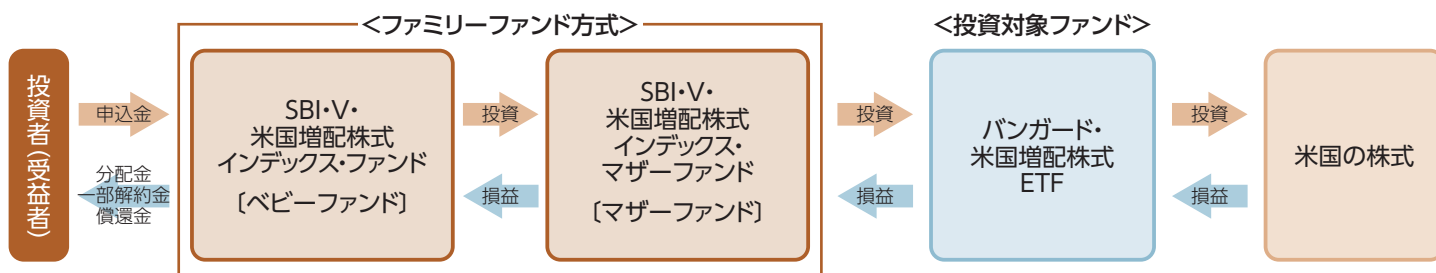 <ファミリーファンド方式>
<投資対象ファンド>
投資者(受益者)
申込金
分配金
一部解約金
償還金
SBI・V・
米国増配株式
インデックス・ファンド
〔ベビーファンド〕
投資
損益
SBI・V・
米国増配株式
インデックス・
マザーファンド
〔マザーファンド〕
投資
損益
バンガード・
米国増配株式
ETF
投資
損益
米国の株式